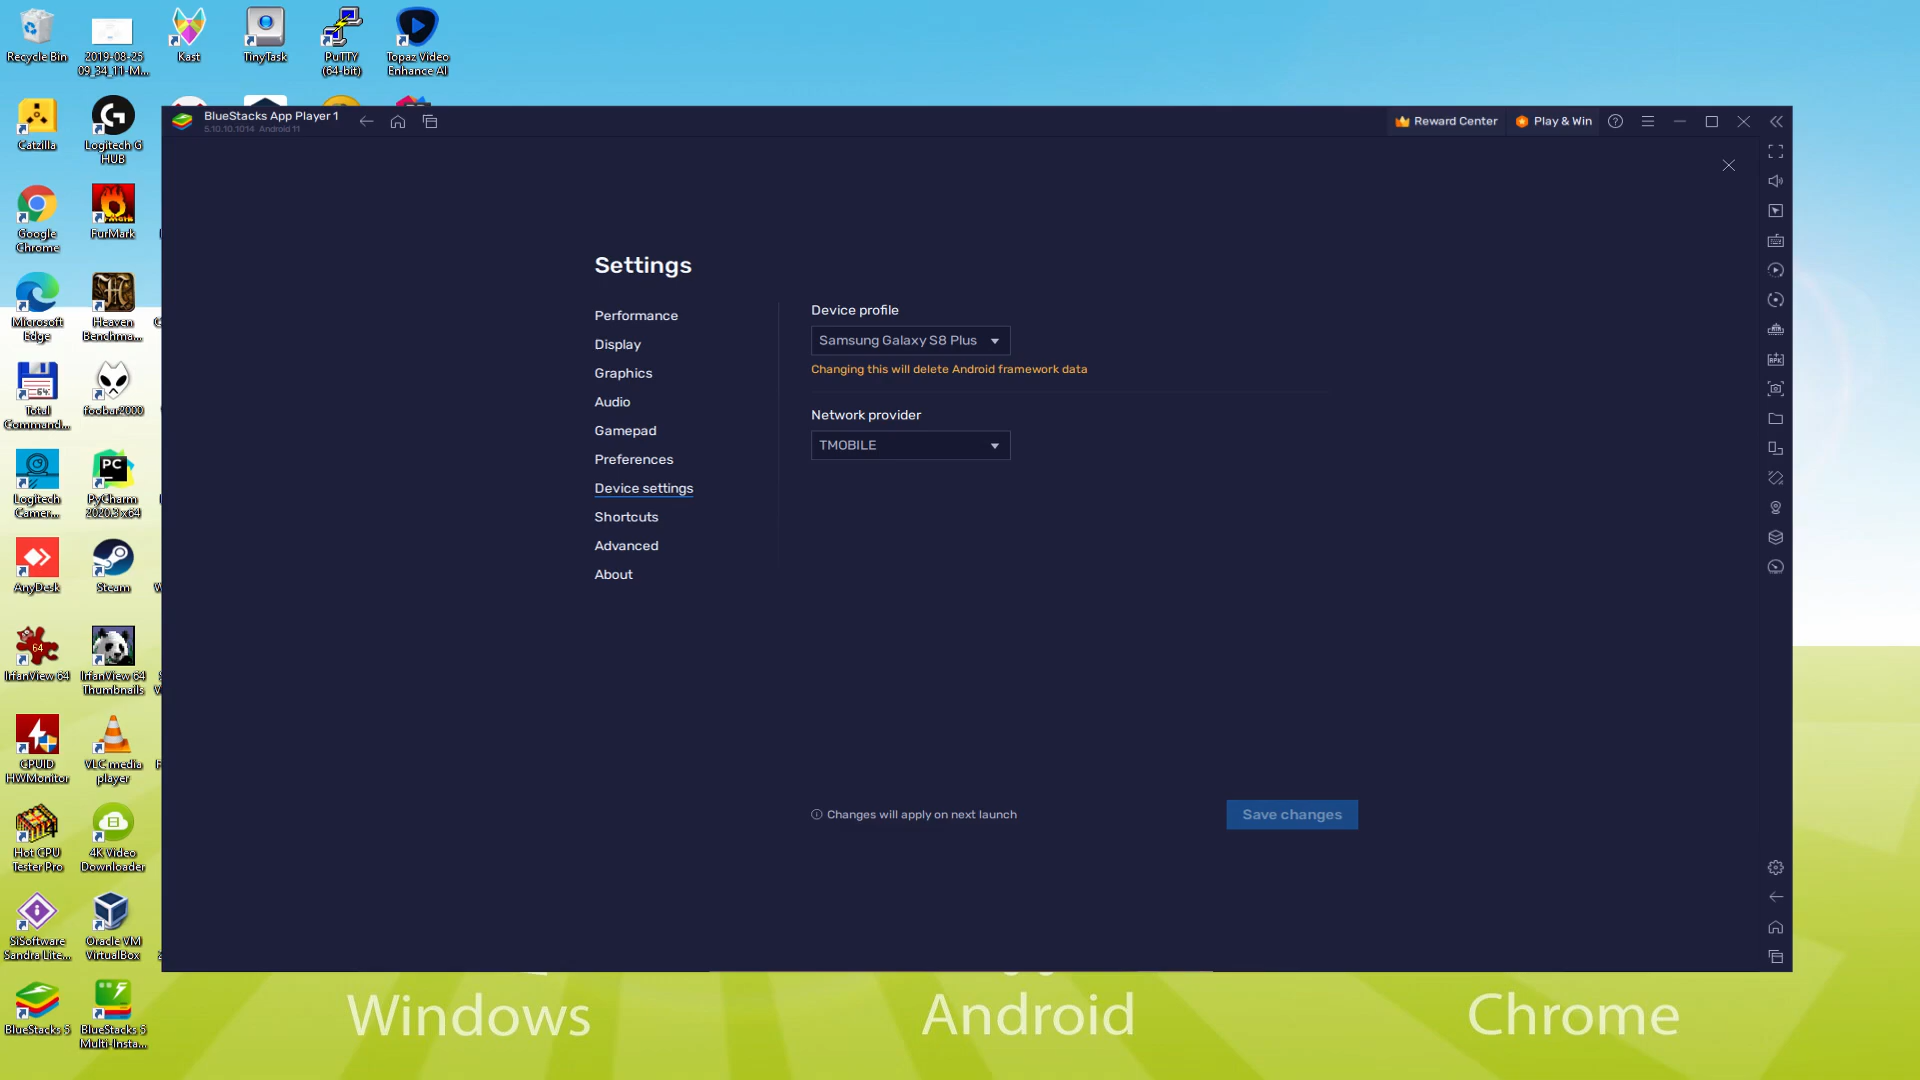 Recycle Bin
2019-08-25
09_34_11-M...
Kast
TinyTask
PuTTY
(64-bit)
Topaz Video
Enhance AI
Catzilla
Logitech G
HUB
Google
Chrome
FurMark
Microsoft
Edge
Heaven
Benchma...
Total
Command...
foobar2000
Logitech
Camer...
PyCharm
2020.3 x64
AnyDesk
Steam
IrfanView 64
IrfanView 64
Thumbnails
CPUID
HWMonitor
VLC media
player
Hot CPU
Tester Pro
4K Video
Downloader
SiSoftware
Sandra Lite...
Oracle VM
VirtualBox
BlueStacks 5
BlueStacks 5
Multi-Insta...
BlueStacks App Player 1
5.10.10.1014 Android 11
Reward Center
Play & Win
Settings
Performance
Display
Graphics
Audio
Gamepad
Preferences
Device settings
Shortcuts
Advanced
About
Device profile
Samsung Galaxy S8 Plus
Changing this will delete Android framework data
Network provider
TMOBILE
Changes will apply on next launch
Save changes
Windows
Android
Chrome